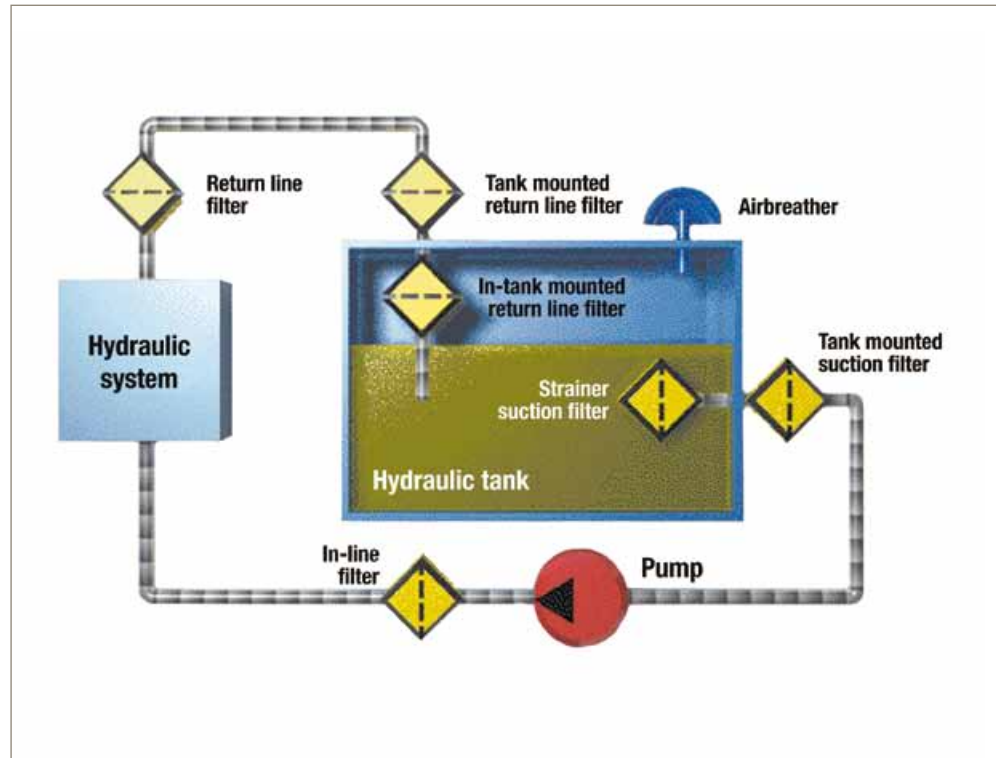 Return line
filter
Tank mounted
return line filter
Airbreather
In-tank mounted
return line filter
Hydraulic
system
Tank mounted
suction filter
Strainer
suction filter
Hydraulic tank
In-line
filter
Pump